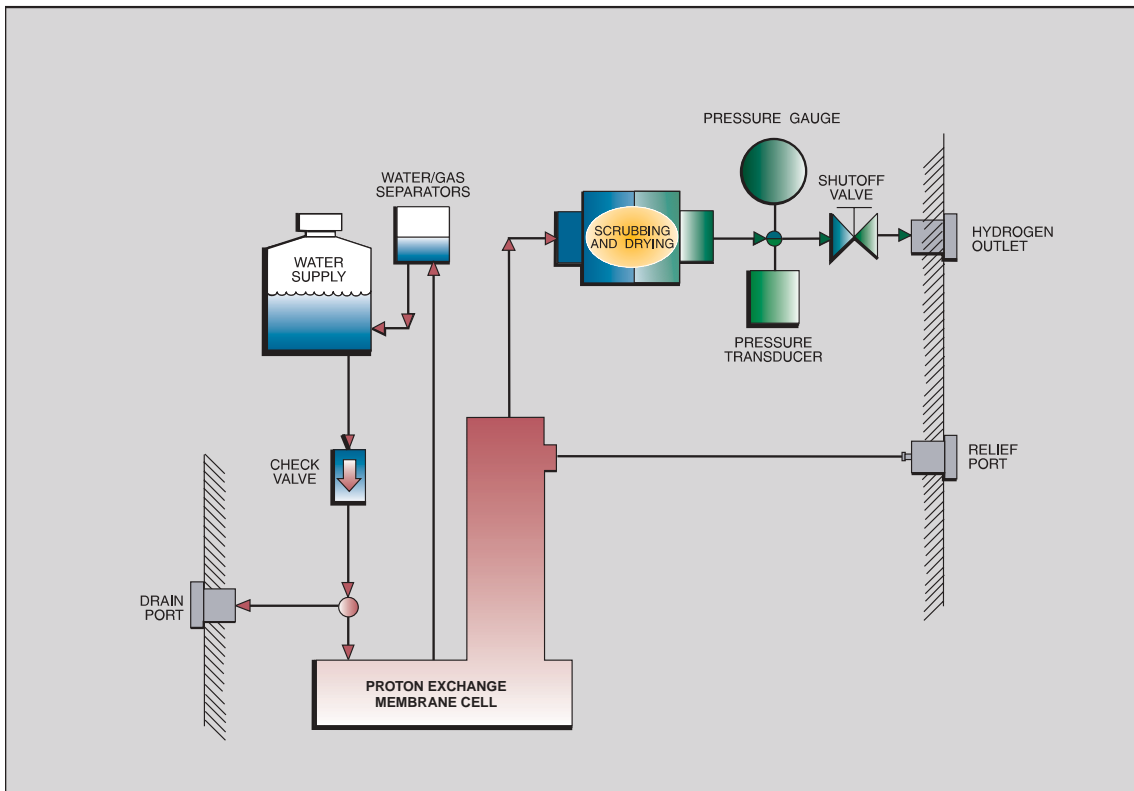 PRESSURE GAUGE
WATER/GAS
SEPARATORS
SHUTOFF
VALVE
SCRUBBING
AND DRYING
HYDROGEN
OUTLET
WATER
SUPPLY
PRESSURE
TRANSDUCER
CHECK
VALVE
RELIEF
PORT
DRAIN
PORT
PROTON EXCHANGE
MEMBRANE CELL